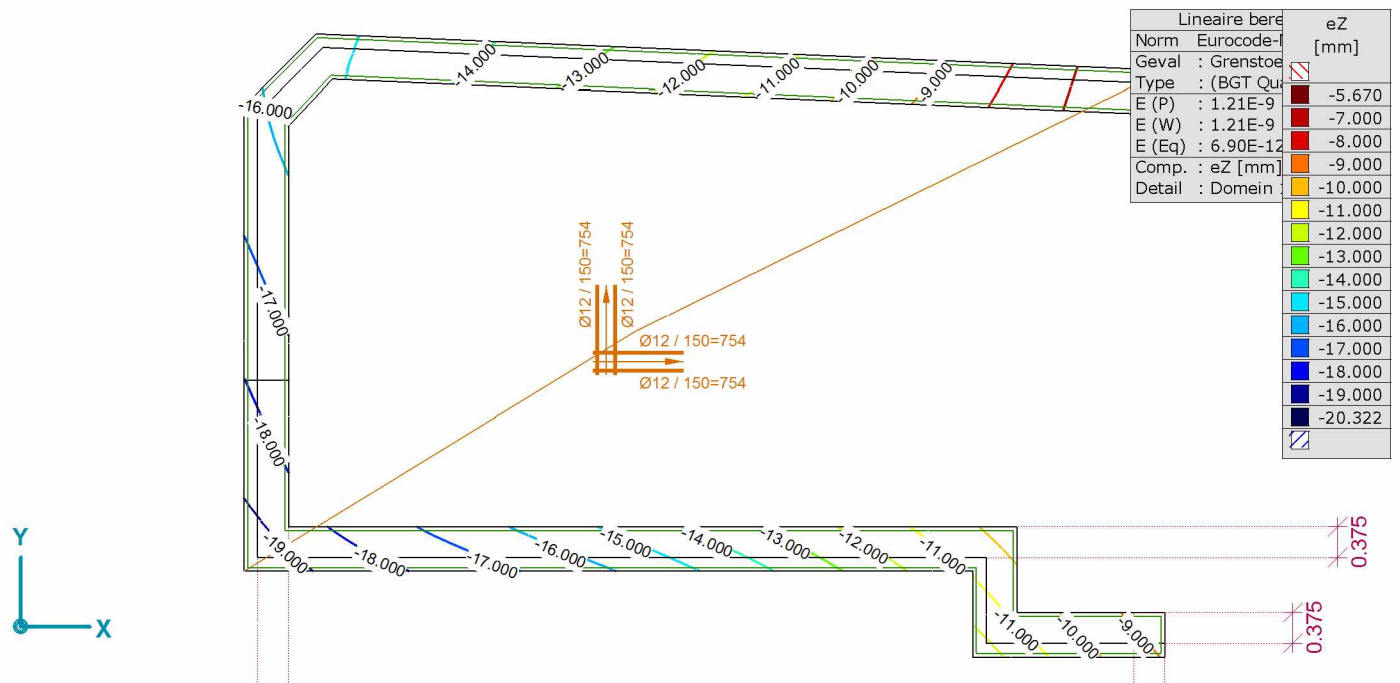 Lineaire bere
Norm Eurocode-
Geval : Grenstoe
Type : (BGT Qua
E (P) : 1.21E-9
E (W) : 1.21E-9
E (Eq) : 6.90E-12
Comp. : eZ [mm]
Detail : Domein
eZ
[mm]
-5.670
-7.000
-8.000
-9.000
-10.000
-11.000
-12.000
-13.000
-14.000
-15.000
-16.000
-17.000
-18.000
-19.000
-20.322
-14.000
-13.000
-12.000
-11.000
-10.000
-9.000
-16.000
-17.000
-18.000
-19.000
Ø12 / 150=754
Ø12 / 150=754
Ø12 / 150=754
Ø12 / 150=754
-18.000
-17.000
-16.000
-15.000
-14.000
-13.000
-12.000
-11.000
-11.000
-10.000
-9.000
0.375
0.375
Y
X